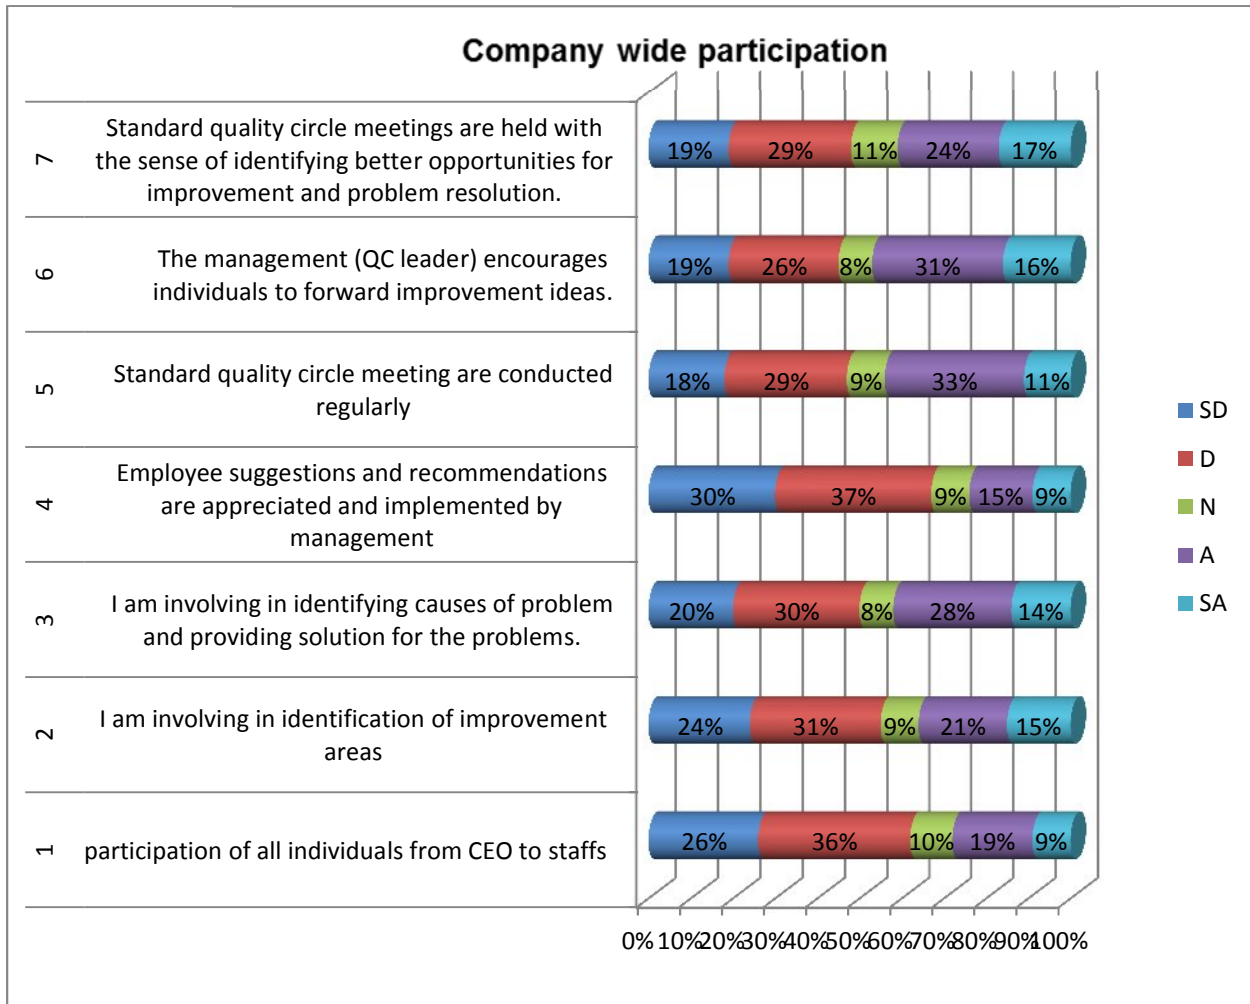 Company wide participation
7
Standard quality circle meetings are held with
the sense of identifying better opportunities for
improvement and problem resolution.
19% 29% 11% 24% 17%
6
The management (QC leader) encourages
individuals to forward improvement ideas.
19% 26% 8% 31% 16%
5
Standard quality circle meeting are conducted
regularly
18% 29% 9% 33% 11%
4
Employee suggestions and recommendations
are appreciated and implemented by
management
30% 37% 9% 15% 9%
3
I am involving in identifying causes of problem
and providing solution for the problems.
20% 30% 8% 28% 14%
2
I am involving in identification of improvement
areas
24% 31% 9% 21% 15%
1
participation of all individuals from CEO to staffs
26% 36% 10% 19% 9%
0% 10% 20% 30% 40% 50% 60% 70% 80% 90% 100%
SD
D
N
A
SA